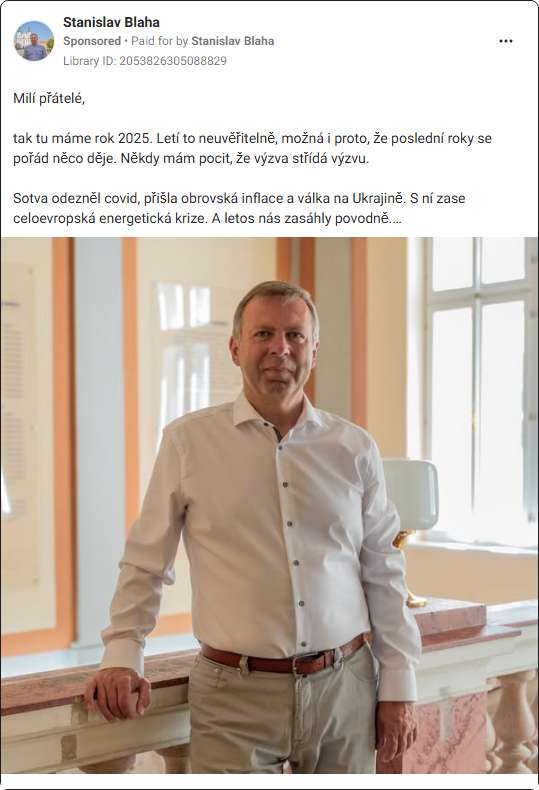 Stanislav Blaha
Sponsored • Paid for by Stanislav Blaha
Library ID: 2053826305088829
Milí přátelé,
tak tu máme rok 2025. Letí to neuvěřitelně, možná i proto, že poslední roky se
pořád něco děje. Někdy mám pocit, že výzva střídá výzvu.
Sotva odezněl covid, přišla obrovská inflace a válka na Ukrajině. S ní zase
celoevropská energetická krize. A letos nás zasáhly povodně....